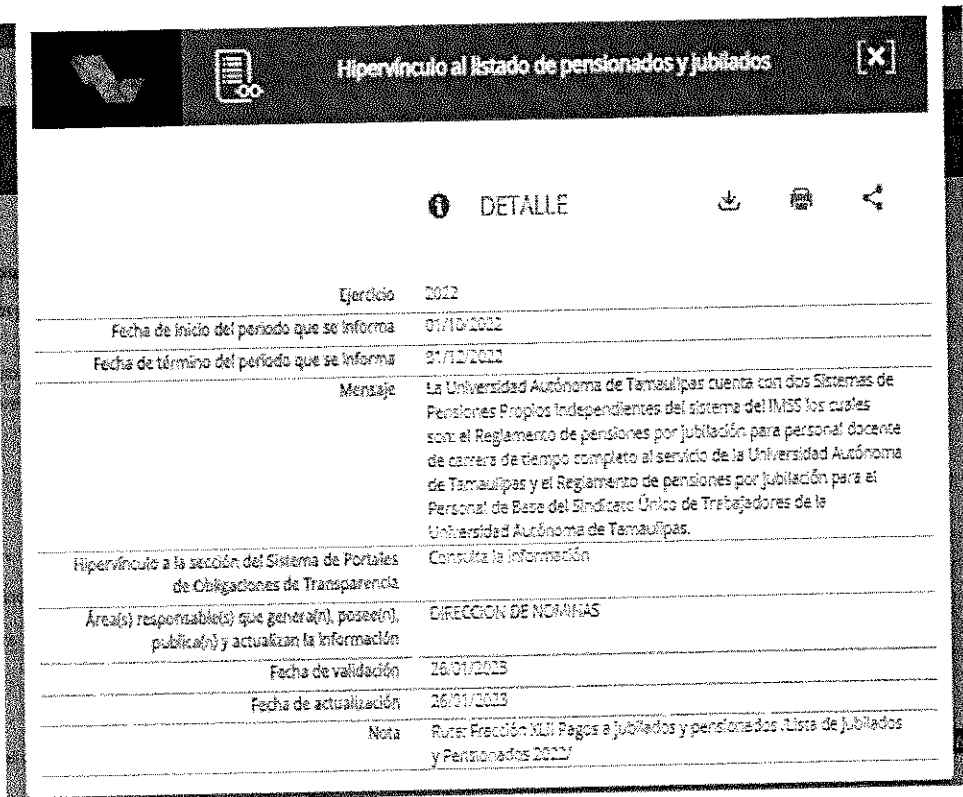 Hipervínculo al listado de pensionados y jubilados [x]
DETALLE
Ejercicio 2022
Fecha de inicio del periodo que se informa 01/10/2022
Fecha de término del periodo que se informa 31/12/2022
Mensaje La Universidad Autónoma de Tamaulipas cuenta con dos Sistemas de
Pensiones Propios independientes del sistema del IMSS los cuales
son: el Reglamento de pensiones por jubilación para personal docente
de carrera de tiempo completo al servicio de la Universidad Autónoma
de Tamaulipas y el Reglamento de pensiones por jubilación para el
Personal de Base del Sindicato Único de Trabajadores de la
Universidad Autónoma de Tamaulipas.
Hipervínculo a la sección del Sistema de Portales Consulta la información
de Obligaciones de Transparencia
Área(s) responsable(s) que genera(n), posee(n), DIRECCION DE NOMINAS
publica(n) y actualizan la información
Fecha de validación 26/01/2023
Fecha de actualización 26/01/2023
Nota Ruta: Fracción XLII Pagos a jubilados y pensionados /Lista de Jubilados
y Pensionados 2022/